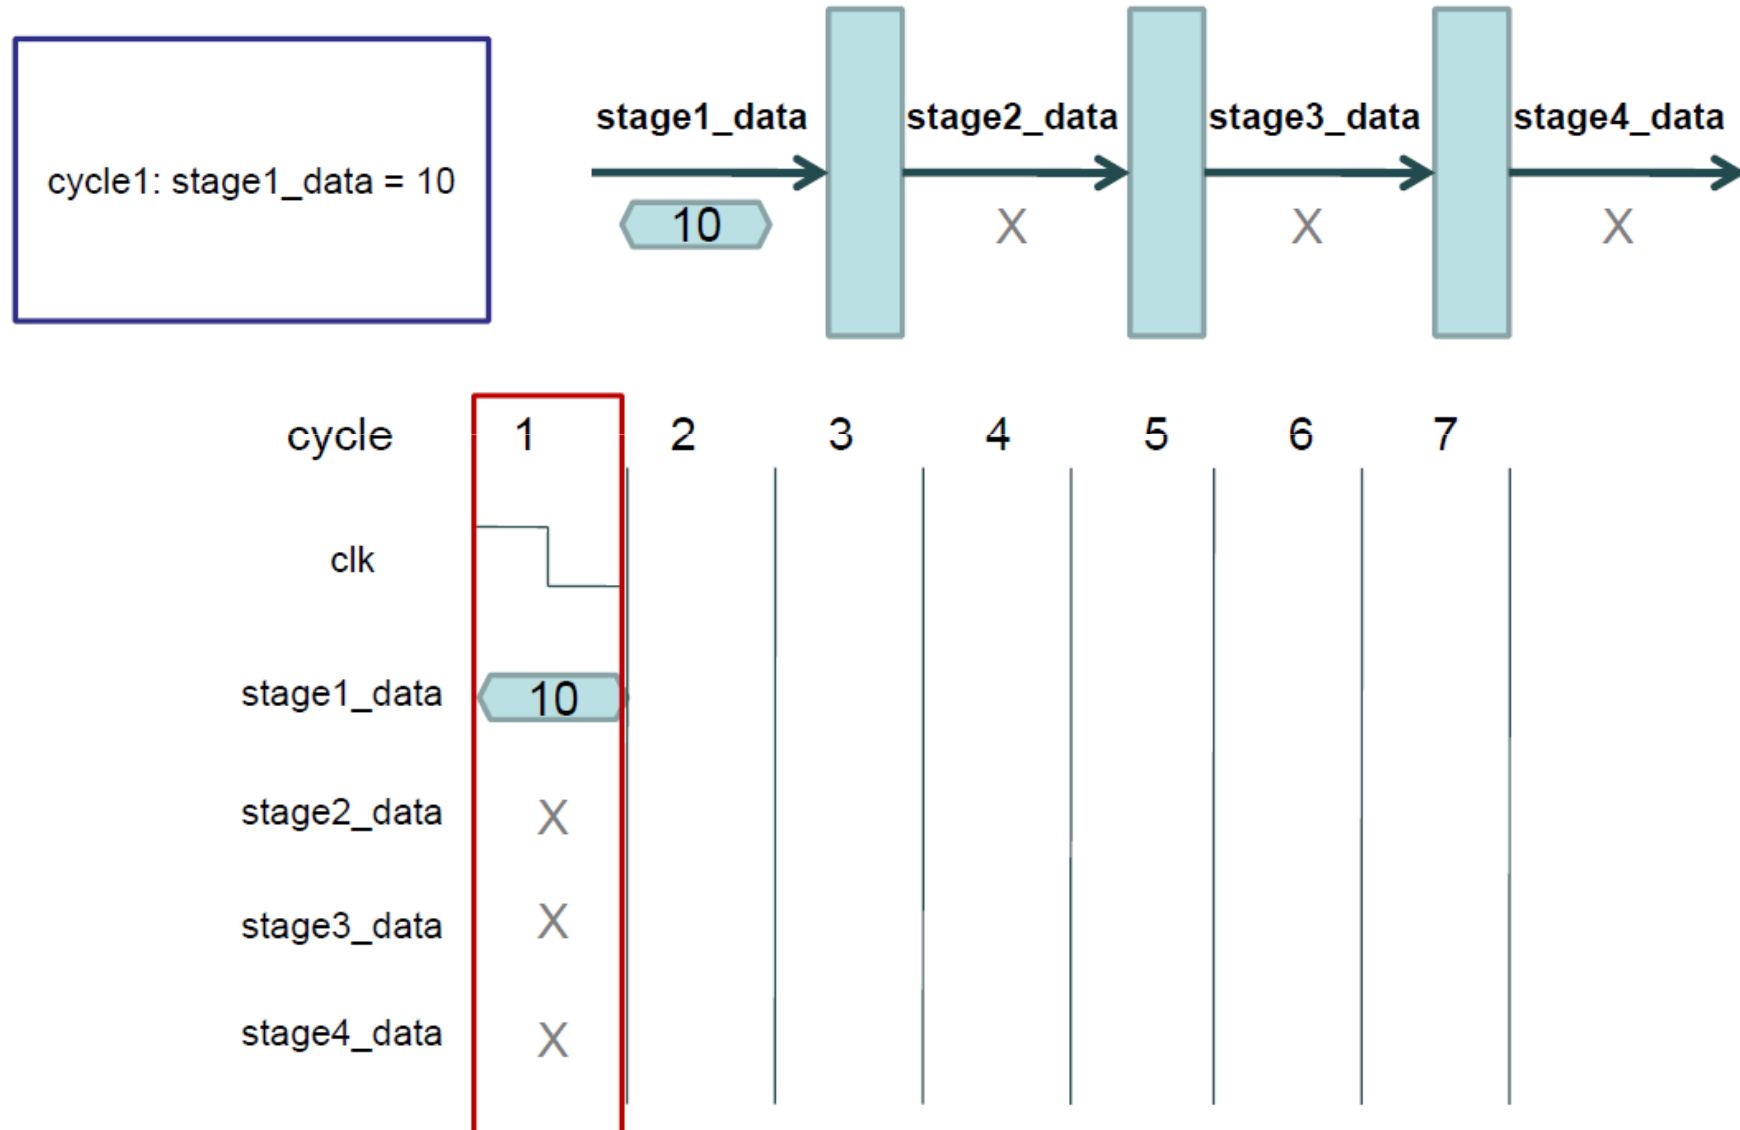 cycle1: stage1_data = 10
stage1_data stage2_data stage3_data stage4_data
10 X X X
cycle 1 2 3 4 5 6 7
clk
stage1_data 10
stage2_data X
stage3_data X
stage4_data X